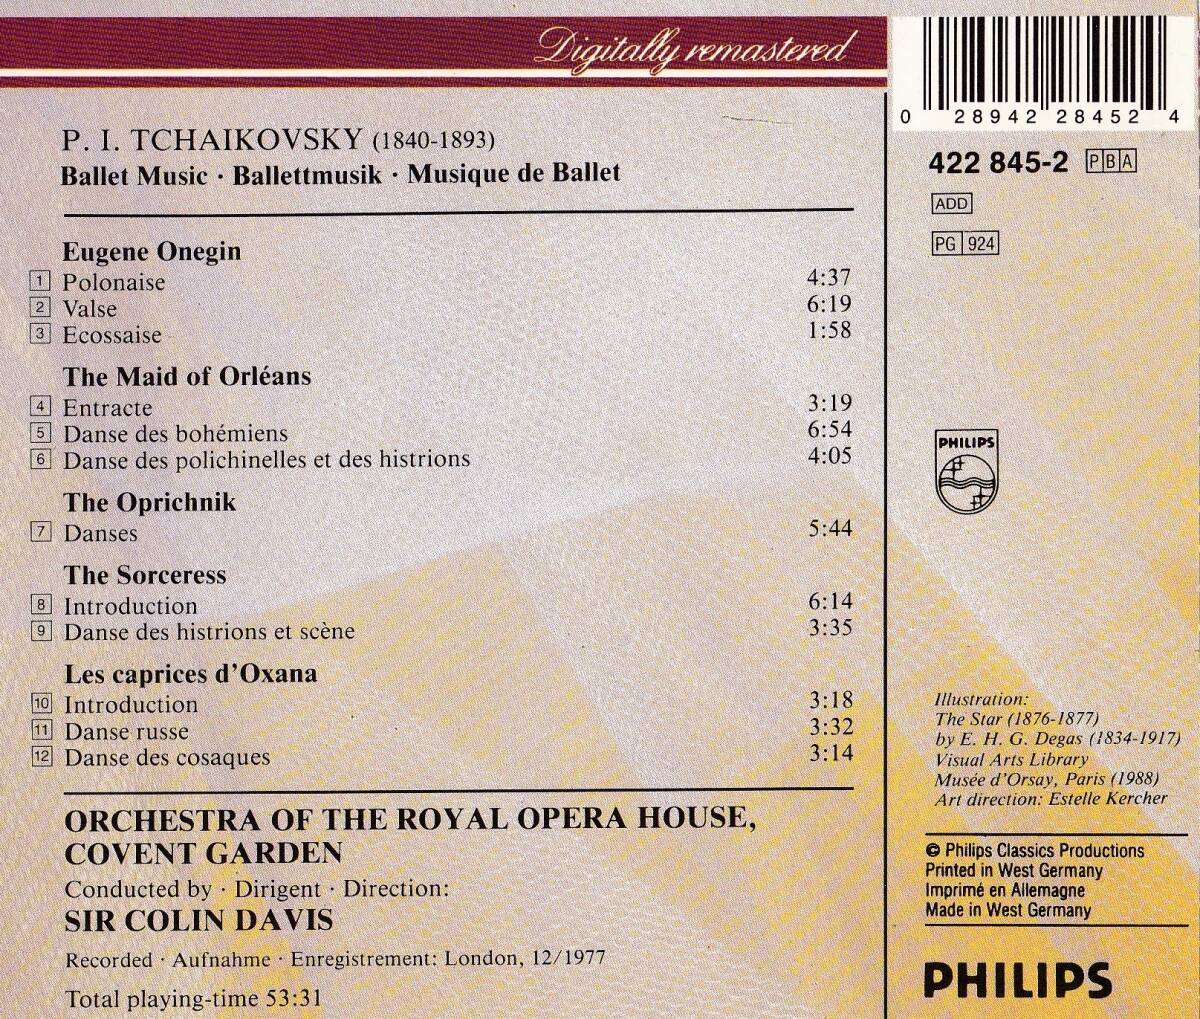 Digitally remastered
P. I. TCHAIKOVSKY (1840-1893)
Ballet Music · Ballettmusik · Musique de Ballet
Eugene Onegin
1 Polonaise 4:37
2 Valse 6:19
3 Ecossaise 1:58
The Maid of Orléans
4 Entracte 3:19
5 Danse des bohémiens 6:54
6 Danse des polichinelles et des histrions 4:05
The Oprichnik
7 Danses 5:44
The Sorceress
8 Introduction 6:14
9 Danse des histrions et scène 3:35
Les caprices d'Oxana
10 Introduction 3:18
11 Danse russe 3:32
12 Danse des cosaques 3:14
ORCHESTRA OF THE ROYAL OPERA HOUSE,
COVENT GARDEN
Conducted by · Dirigent · Direction:
SIR COLIN DAVIS
Recorded · Aufnahme · Enregistrement: London, 12/1977
Total playing-time 53:31
0 28942 28452 4
422 845-2 PBA
ADD
PG 924
PHILIPS
Illustration:
The Star (1876-1877)
by E. H. G. Degas (1834-1917)
Visual Arts Library
Musée d'Orsay, Paris (1988)
Art direction: Estelle Kercher
© Philips Classics Productions
Printed in West Germany
Imprimé en Allemagne
Made in West Germany
PHILIPS